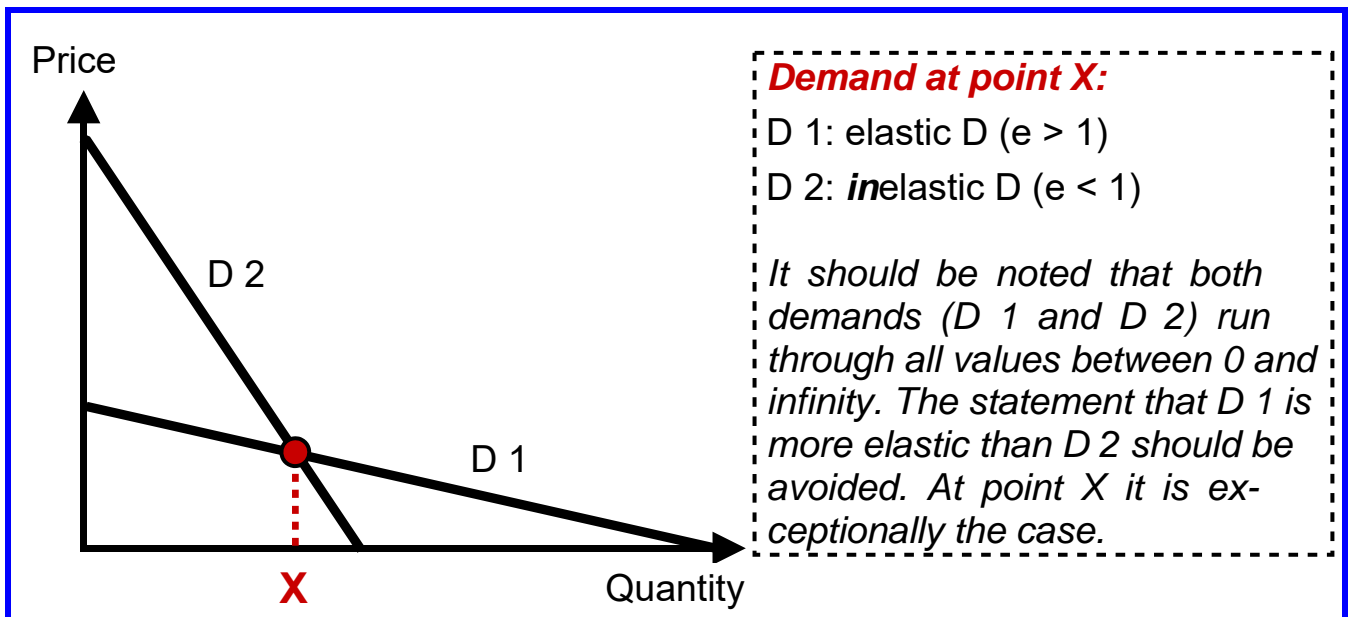 Price
Demand at point X:
D 1: elastic D (e > 1)
D 2: inelastic D (e < 1)
It should be noted that both
demands (D 1 and D 2) run
through all values between 0 and
infinity. The statement that D 1 is
more elastic than D 2 should be
avoided. At point X it is ex-
ceptionally the case.
D 2
D 1
X
Quantity